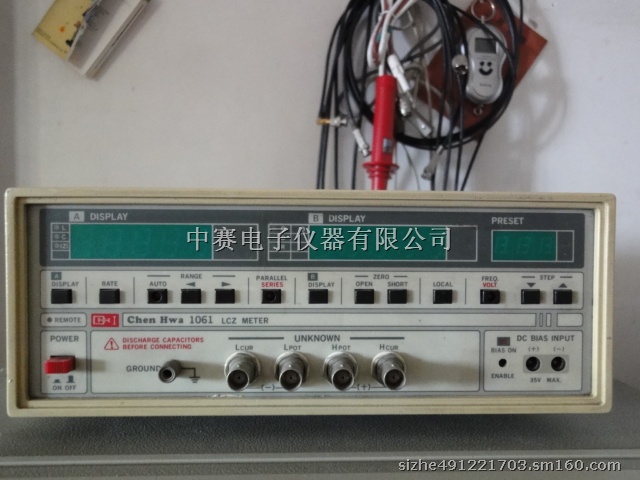 A DISPLAY
B DISPLAY
PRESET
L
C
|Z|
中赛电子仪器有限公司
A
DISPLAY
RATE
RANGE
AUTO
PARALLEL
SERIES
B
DISPLAY
ZERO
OPEN SHORT
LOCAL
FREQ.
VOLT
STEP
REMOTE
Chen Hwa 1061 LCZ METER
POWER
ON OFF
DISCHARGE CAPACITORS
BEFORE CONNECTING
GROUND
UNKNOWN
LCUR LPOT HPOT HCUR
(−) (+)
DC BIAS INPUT
BIAS ON
(+) (−)
ENABLE
35V MAX.
sizhe491221703.sm160.com